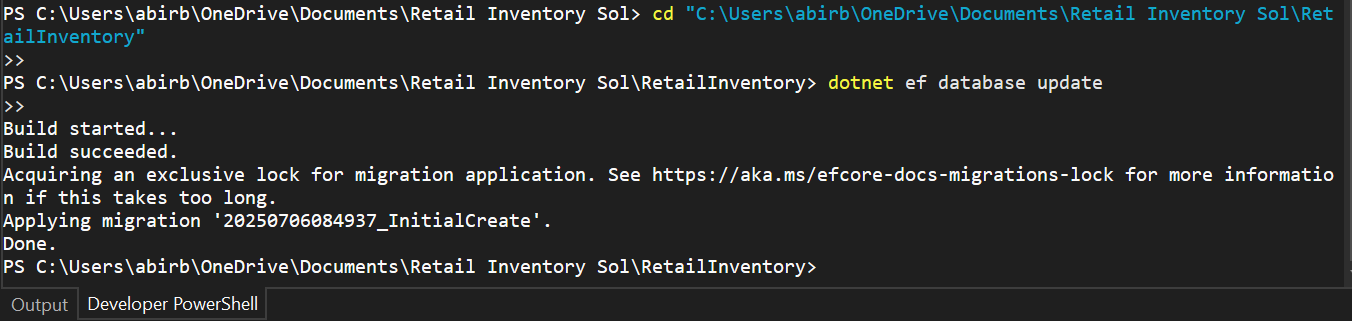 PS C:\Users\abirb\OneDrive\Documents\Retail Inventory Sol> cd "C:\Users\abirb\OneDrive\Documents\Retail Inventory Sol\Ret
ailInventory"
>>
PS C:\Users\abirb\OneDrive\Documents\Retail Inventory Sol\RetailInventory> dotnet ef database update
>>
Build started...
Build succeeded.
Acquiring an exclusive lock for migration application. See https://aka.ms/efcore-docs-migrations-lock for more informatio
n if this takes too long.
Applying migration '20250706084937_InitialCreate'.
Done.
PS C:\Users\abirb\OneDrive\Documents\Retail Inventory Sol\RetailInventory>
Output Developer PowerShell